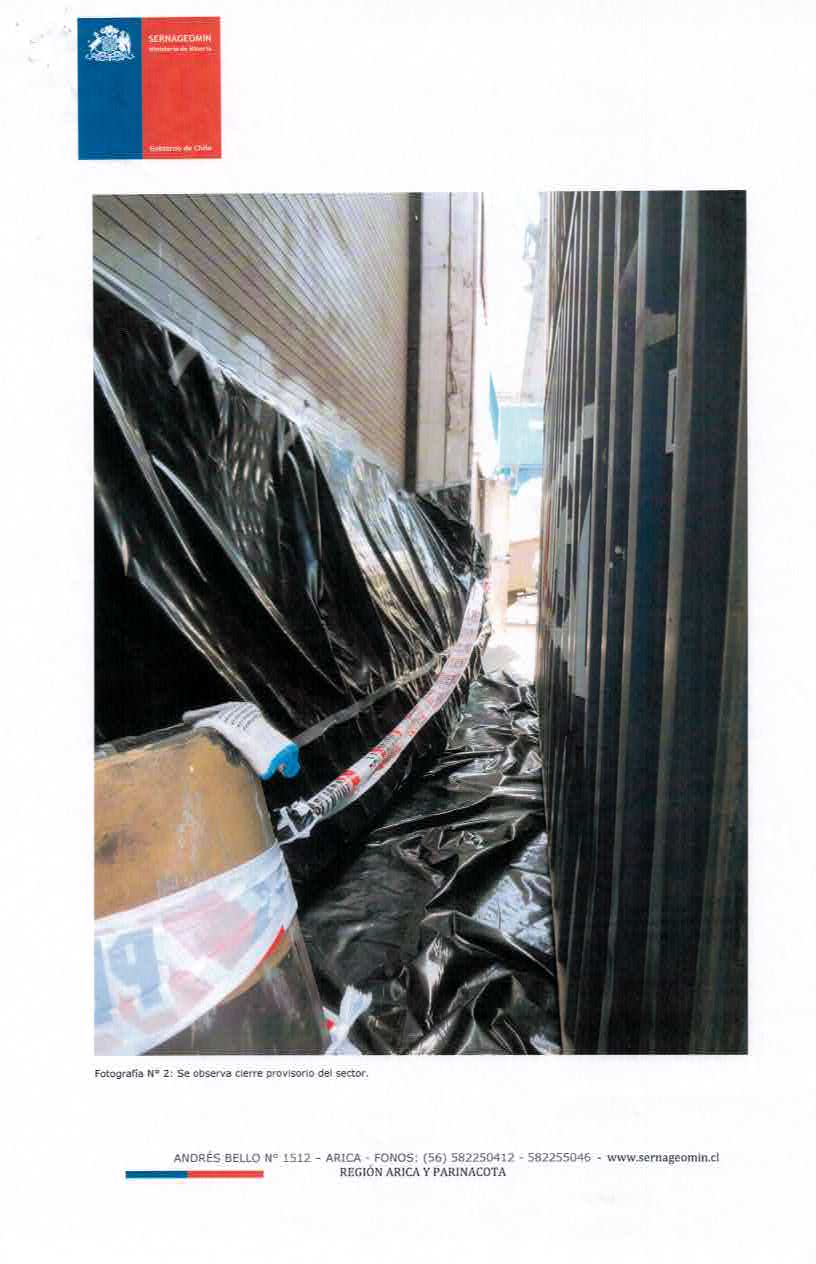 SERNAGEOMIN
Ministerio de Minería
Gobierno de Chile
Fotografía N° 2: Se observa cierre provisorio del sector.
ANDRÉS BELLO N° 1512 – ARICA - FONOS: (56) 582250412 - 582255046 - www.sernageomin.cl
REGIÓN ARICA Y PARINACOTA